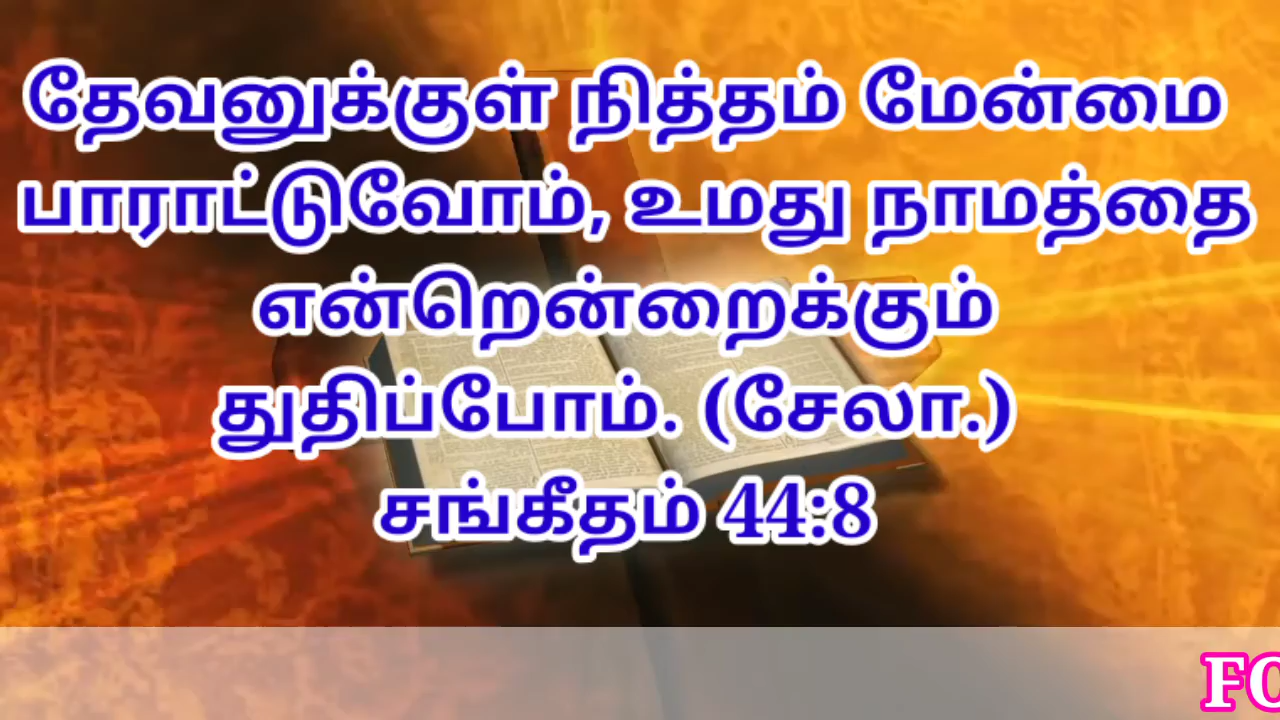 தேவனுக்குள் நித்தம் மேன்மை
பாராட்டுவோம், உமது நாமத்தை
என்றென்றைக்கும்
துதிப்போம். (சேலா.)
சங்கீதம் 44:8